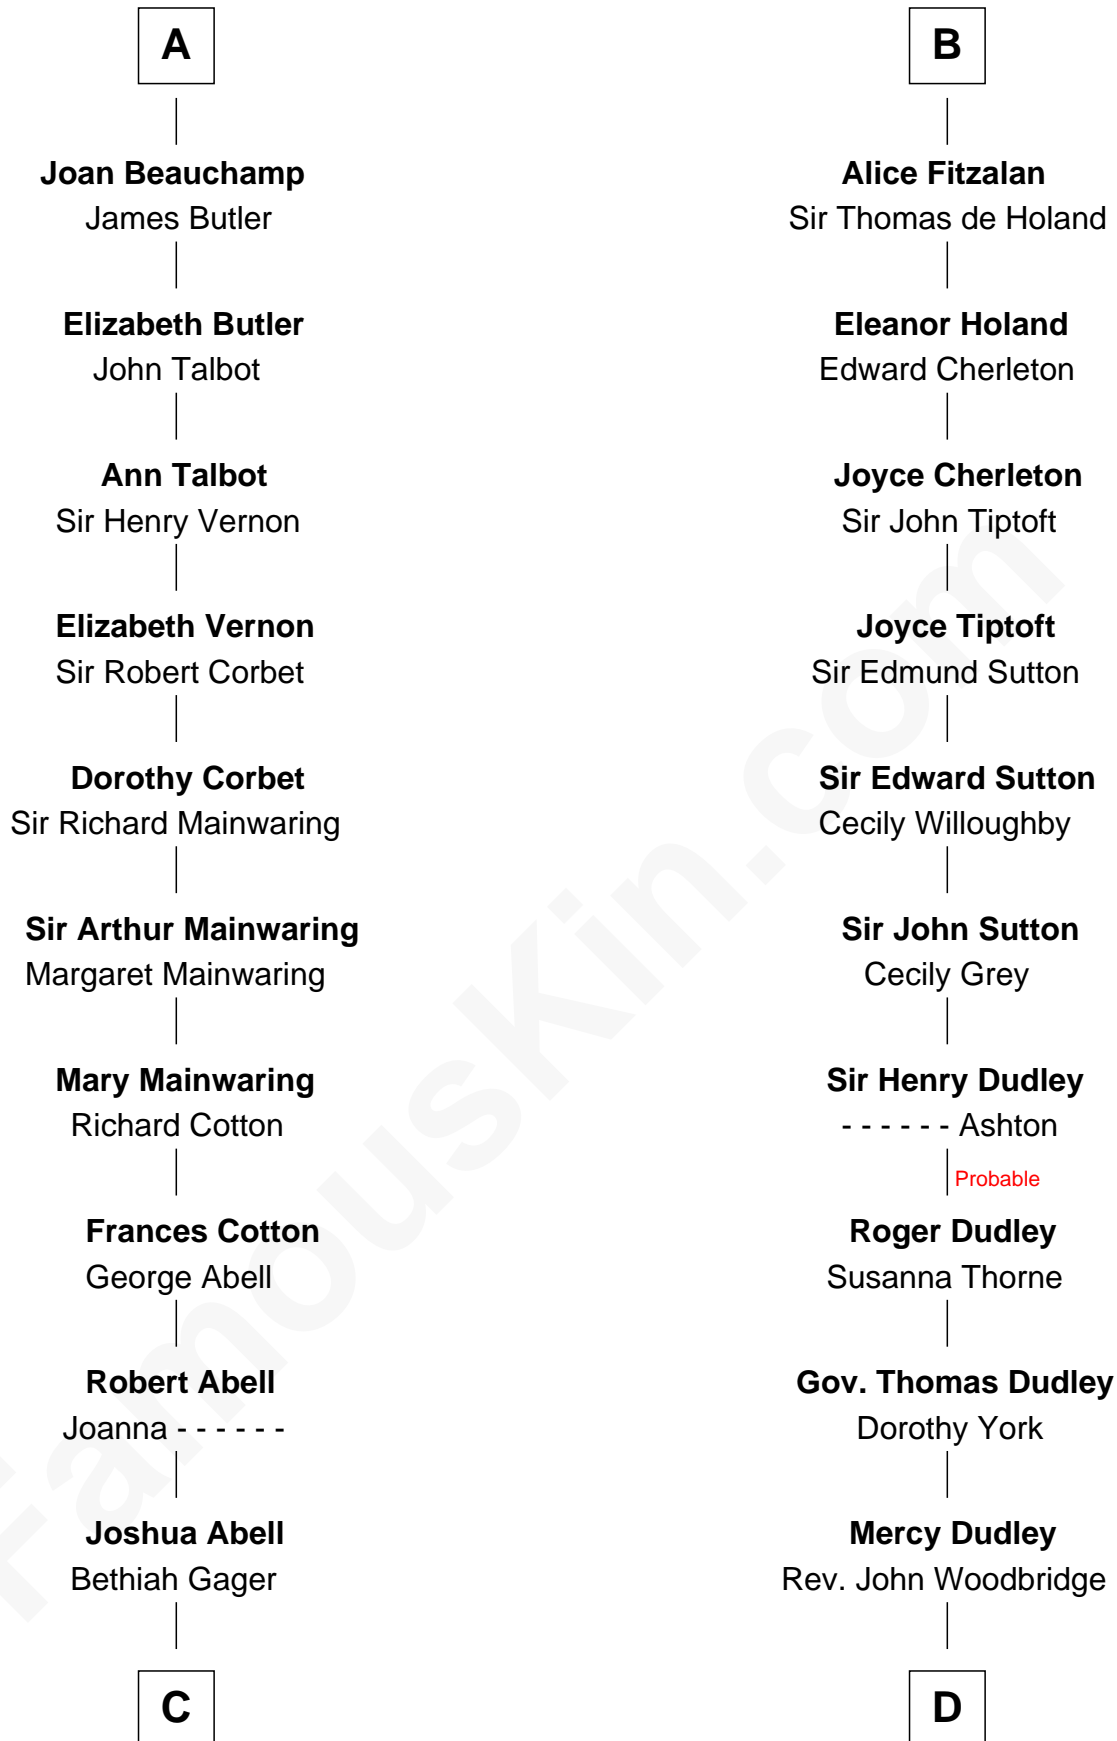 A
Joan Beauchamp
James Butler
Elizabeth Butler
John Talbot
Ann Talbot
Sir Henry Vernon
Elizabeth Vernon
Sir Robert Corbet
Dorothy Corbet
Sir Richard Mainwaring
Sir Arthur Mainwaring
Margaret Mainwaring
Mary Mainwaring
Richard Cotton
Frances Cotton
George Abell
Robert Abell
Joanna - - - - - -
Joshua Abell
Bethiah Gager
C
B
Alice Fitzalan
Sir Thomas de Holand
Eleanor Holand
Edward Cherleton
Joyce Cherleton
Sir John Tiptoft
Joyce Tiptoft
Sir Edmund Sutton
Sir Edward Sutton
Cecily Willoughby
Sir John Sutton
Cecily Grey
Sir Henry Dudley
- - - - - - Ashton
Probable
Roger Dudley
Susanna Thorne
Gov. Thomas Dudley
Dorothy York
Mercy Dudley
Rev. John Woodbridge
D
FamousKin.com